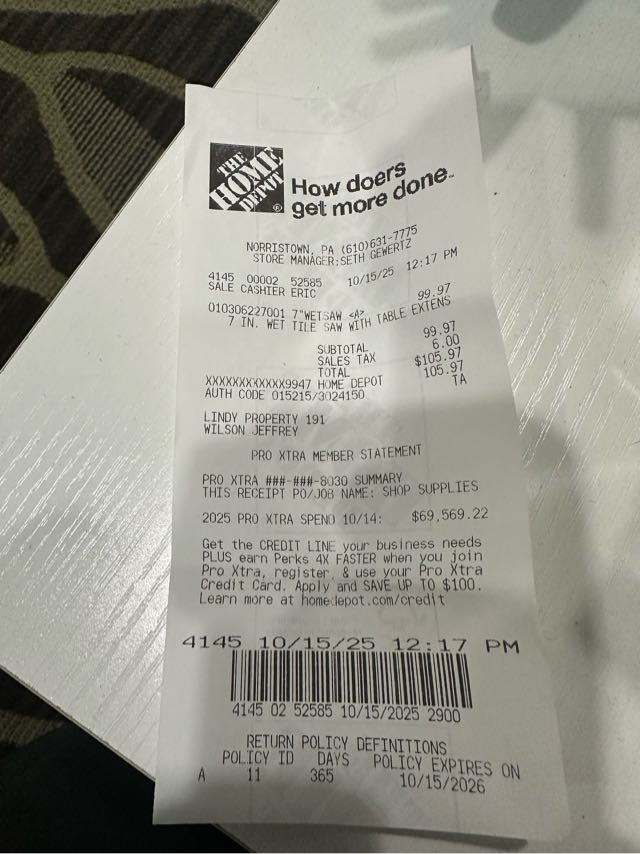 THE
HOME
DEPOT
®
How doers
get more done™
NORRISTOWN, PA (610)631-7775
STORE MANAGER:SETH GEWERTZ
4145 00002 52585 10/15/25 12:17 PM
SALE CASHIER ERIC
010306227001 7"WETSAW <A> 99.97
7 IN. WET TILE SAW WITH TABLE EXTENS
SUBTOTAL 99.97
SALES TAX 6.00
TOTAL $105.97
XXXXXXXXXXXX9947 HOME DEPOT 105.97
AUTH CODE 015215/3024150 TA
LINDY PROPERTY 191
WILSON JEFFREY
PRO XTRA MEMBER STATEMENT
PRO XTRA ###-###-8030 SUMMARY
THIS RECEIPT PO/JOB NAME: SHOP SUPPLIES
2025 PRO XTRA SPEND 10/14: $69,569.22
Get the CREDIT LINE your business needs
PLUS earn Perks 4X FASTER when you join
Pro Xtra, register, & use your Pro Xtra
Credit Card. Apply and SAVE UP TO $100.
Learn more at homedepot.com/credit
4145 10/15/25 12:17 PM
4145 02 52585 10/15/2025 2900
RETURN POLICY DEFINITIONS
POLICY ID DAYS POLICY EXPIRES ON
A 11 365 10/15/2026